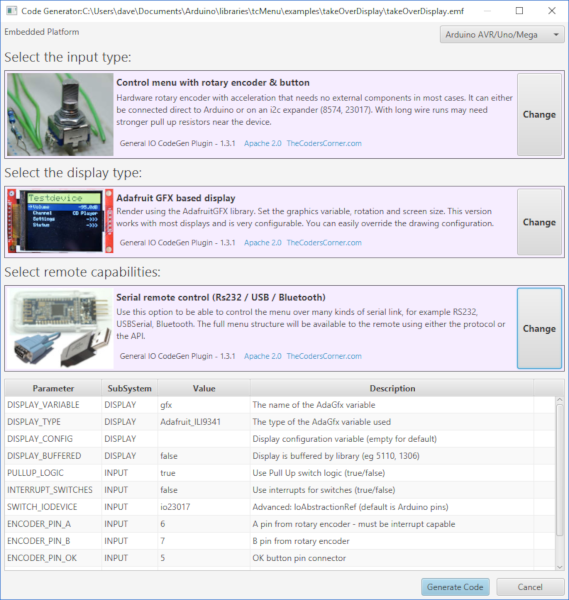 Code Generator:C:\Users\dave\Documents\Arduino\libraries\tcMenu\examples\takeOverDisplay\takeOverDisplay.emf
Embedded Platform
Arduino AVR/Uno/Mega
Select the input type:
Control menu with rotary encoder & button
Hardware rotary encoder with acceleration that needs no external components in most cases. It can either
be connected direct to Arduino or on an i2c expander (8574, 23017). With long wire runs may need
stronger pull up resistors near the device.
General IO CodeGen Plugin - 1.3.1 Apache 2.0 TheCodersCorner.com
Change
Select the display type:
Testdevice
Volume -95.0dB
Channel CD Player
Settings ->>>
Status ->>>
Adafruit GFX based display
Render using the AdafruitGFX library. Set the graphics variable, rotation and screen size. This version
works with most displays and is very configurable. You can easily override the drawing configuration.
General IO CodeGen Plugin - 1.3.1 Apache 2.0 TheCodersCorner.com
Change
Select remote capabilities:
Serial remote control (Rs232 / USB / Bluetooth)
Use this option to be able to control the menu over many kinds of serial link, for example RS232,
USBSerial, Bluetooth. The full menu structure will be available to the remote using either the protocol or
the API.
General IO CodeGen Plugin - 1.3.1 Apache 2.0 TheCodersCorner.com
Change
Parameter SubSystem Value Description
DISPLAY_VARIABLE DISPLAY gfx The name of the AdaGfx variable
DISPLAY_TYPE DISPLAY Adafruit_ILI9341 The type of the AdaGfx variable used
DISPLAY_CONFIG DISPLAY Display configuration variable (empty for default)
DISPLAY_BUFFERED DISPLAY false Display is buffered by library (eg 5110, 1306)
PULLUP_LOGIC INPUT true Use Pull Up switch logic (true/false)
INTERRUPT_SWITCHES INPUT false Use interrupts for switches (true/false)
SWITCH_IODEVICE INPUT io23017 Advanced: IoAbstractionRef (default is Arduino pins)
ENCODER_PIN_A INPUT 6 A pin from rotary encoder - must be interrupt capable
ENCODER_PIN_B INPUT 7 B pin from rotary encoder
ENCODER_PIN_OK INPUT 5 OK button pin connector
Generate Code
Cancel